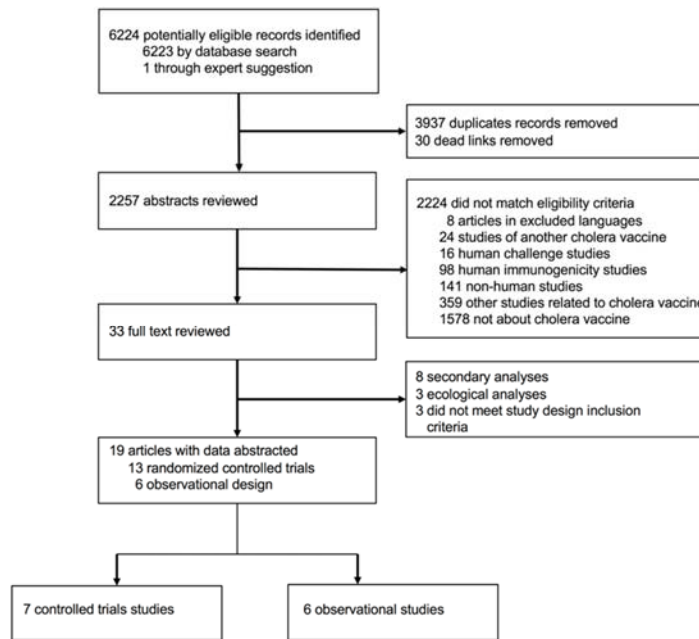 6224 potentially eligible records identified
6223 by database search
1 through expert suggestion
3937 duplicates records removed
30 dead links removed
2257 abstracts reviewed
2224 did not match eligibility criteria
8 articles in excluded languages
24 studies of another cholera vaccine
16 human challenge studies
98 human immunogenicity studies
141 non-human studies
359 other studies related to cholera vaccine
1578 not about cholera vaccine
33 full text reviewed
8 secondary analyses
3 ecological analyses
3 did not meet study design inclusion
criteria
19 articles with data abstracted
13 randomized controlled trials
6 observational design
7 controlled trials studies
6 observational studies